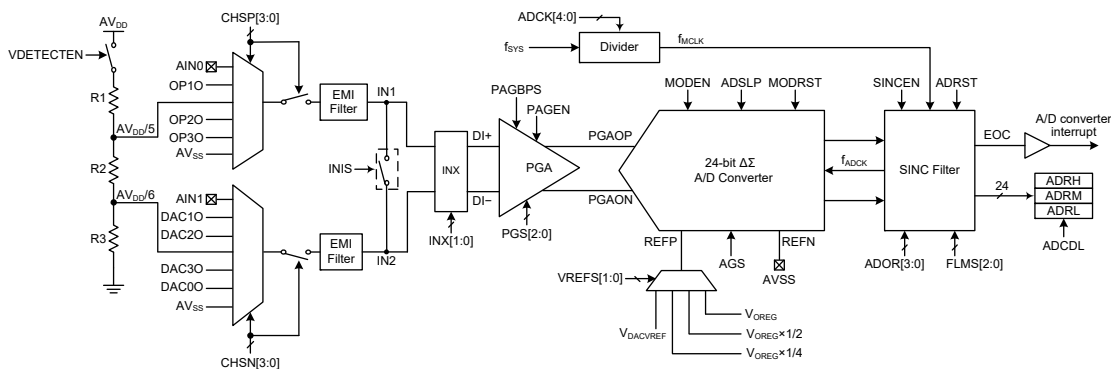 AVDD
VDETECTEN
R1
AVDD/5
R2
AVDD/6
R3
CHSP[3:0]
AIN0
OP1O
OP2O
OP3O
AVSS
AIN1
DAC1O
DAC2O
DAC3O
DAC0O
AVSS
CHSN[3:0]
EMI
Filter
IN1
INIS
EMI
Filter
IN2
INX
INX[1:0]
DI+
DI−
PAGBPS
PAGEN
PGA
PGS[2:0]
PGAOP
PGAON
ADCK[4:0]
fSYS
Divider
fMCLK
MODEN
ADSLP
MODRST
24-bit ΔΣ
A/D Converter
REFP
REFN
AGS
AVSS
VREFS[1:0]
VDACVREF
VOREG
VOREG×1/2
VOREG×1/4
fADCK
SINCEN
ADRST
SINC Filter
ADOR[3:0]
FLMS[2:0]
EOC
A/D converter
interrupt
24
ADRH
ADRM
ADRL
ADCDL